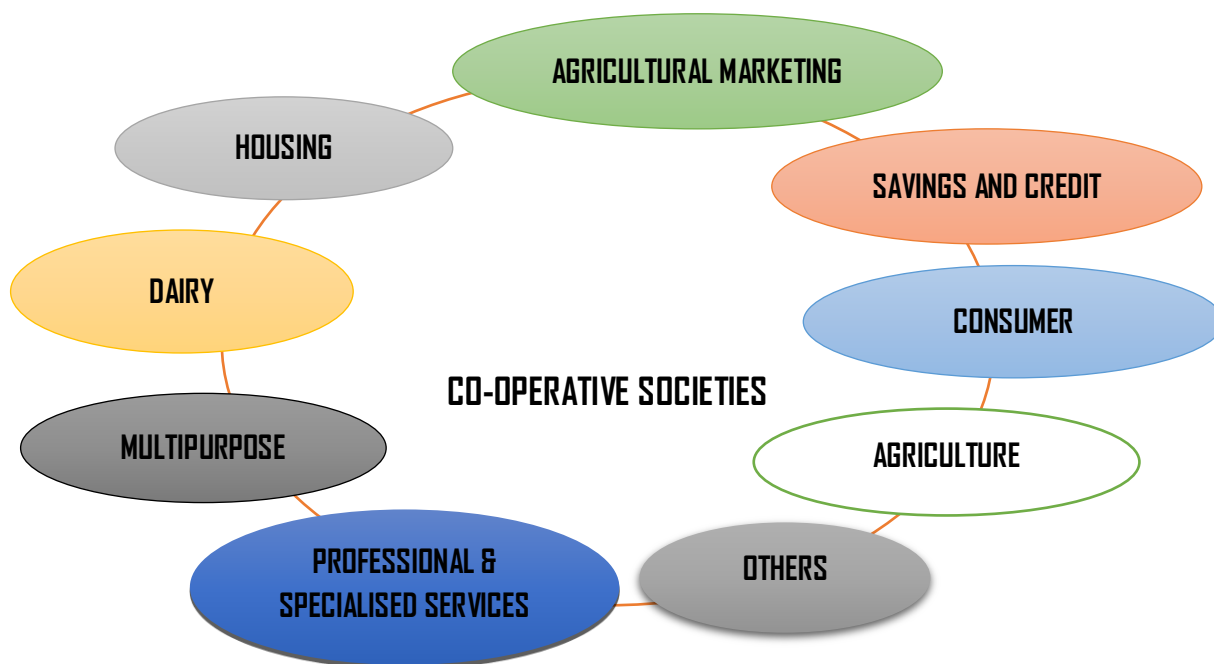 AGRICULTURAL MARKETING
HOUSING
SAVINGS AND CREDIT
DAIRY
CONSUMER
CO-OPERATIVE SOCIETIES
MULTIPURPOSE
AGRICULTURE
PROFESSIONAL &
SPECIALISED SERVICES
OTHERS